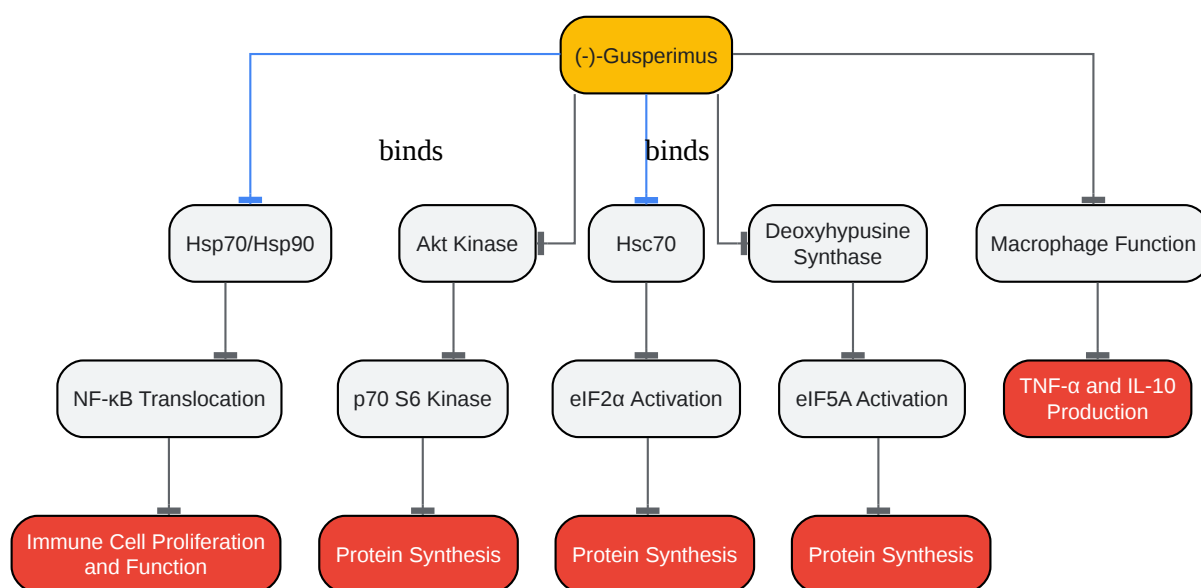 (-)-Gusperimus
binds
binds
Hsp70/Hsp90
Akt Kinase
Hsc70
Deoxyhypusine
Synthase
Macrophage Function
NF-κB Translocation
p70 S6 Kinase
eIF2α Activation
eIF5A Activation
TNF-α and IL-10
Production
Immune Cell Proliferation
and Function
Protein Synthesis
Protein Synthesis
Protein Synthesis